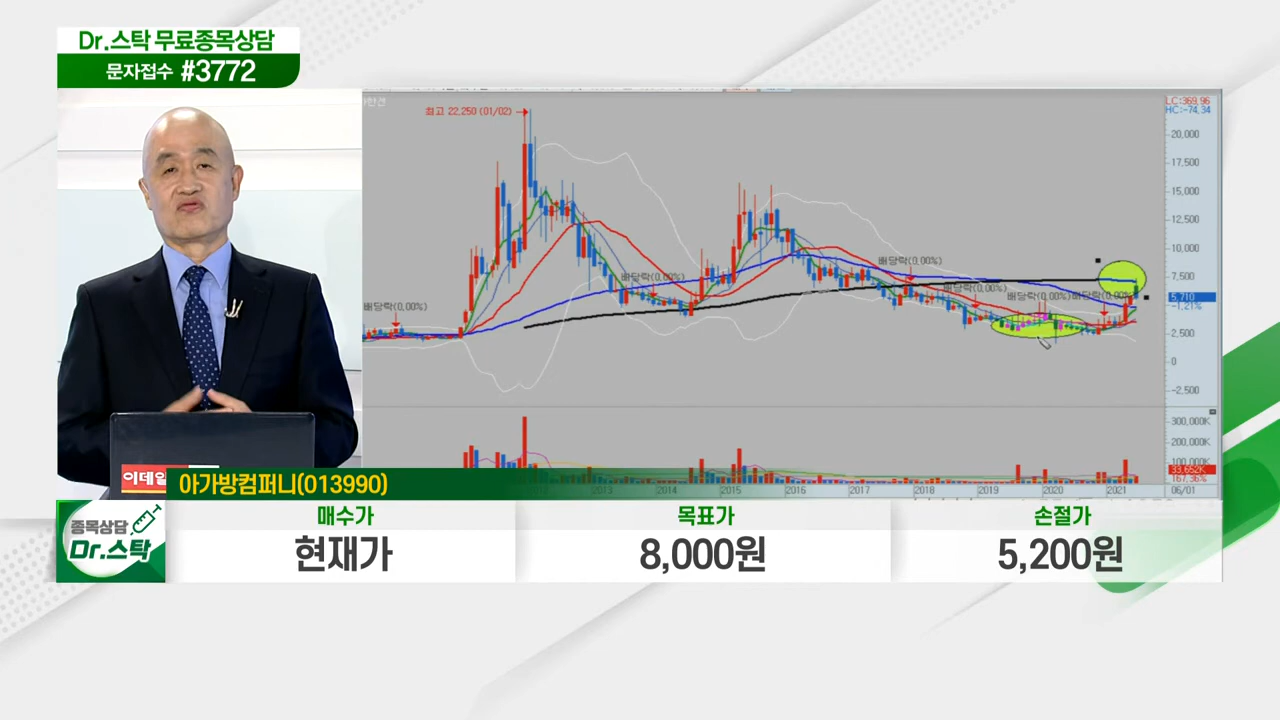 Dr.스탁 무료종목상담
문자접수 #3772
최고 22,250 (01/02)
LC:369.96
HC:-74.34
20,000
17,500
15,000
12,500
10,000
7,500
5,710
-1.21%
2,500
0
-2,500
배당락(0.00%)
배당락(0.00%)
배당락(0.00%)
배당락(0.00%)
배당락(0.00%)
배당락(0.00%)
300,000K
200,000K
100,000K
33,652K
167.36%
2013
2014
2015
2016
2017
2018
2019
2020
2021
06/01
이데일
아가방컴퍼니(013990)
종목상담
Dr.스탁
매수가
목표가
손절가
현재가
8,000원
5,200원